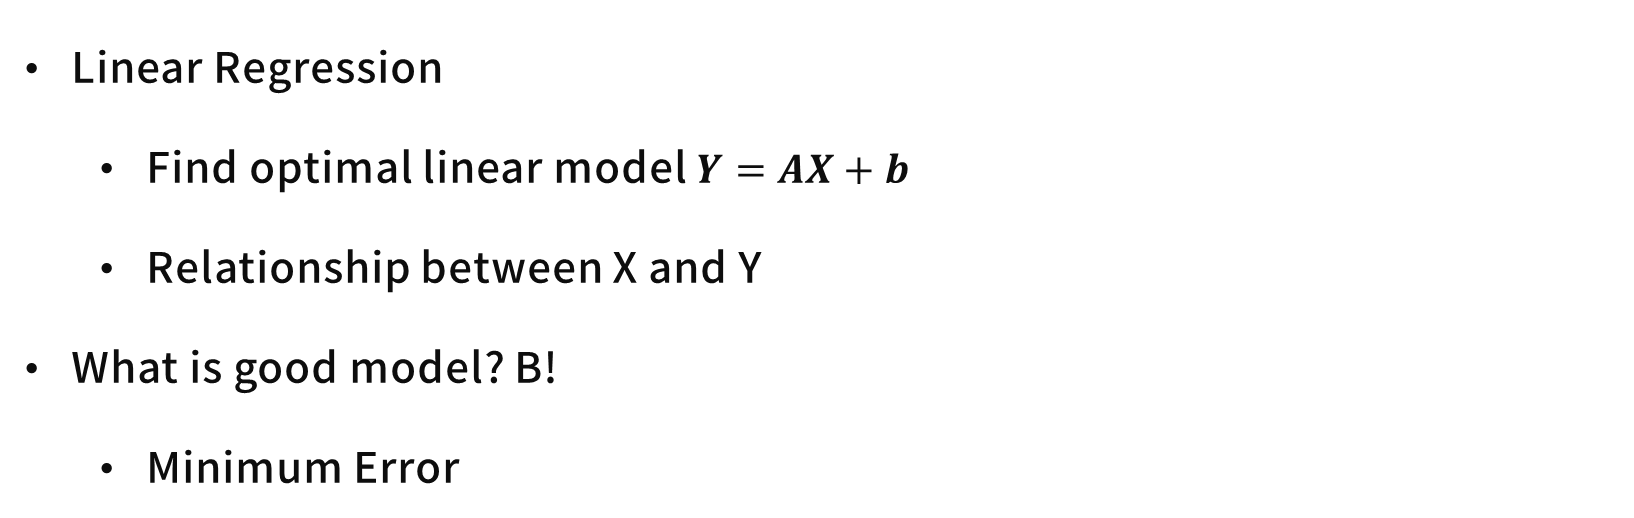 • Linear Regression
• Find optimal linear model Y = AX + b
• Relationship between X and Y
• What is good model? B!
• Minimum Error